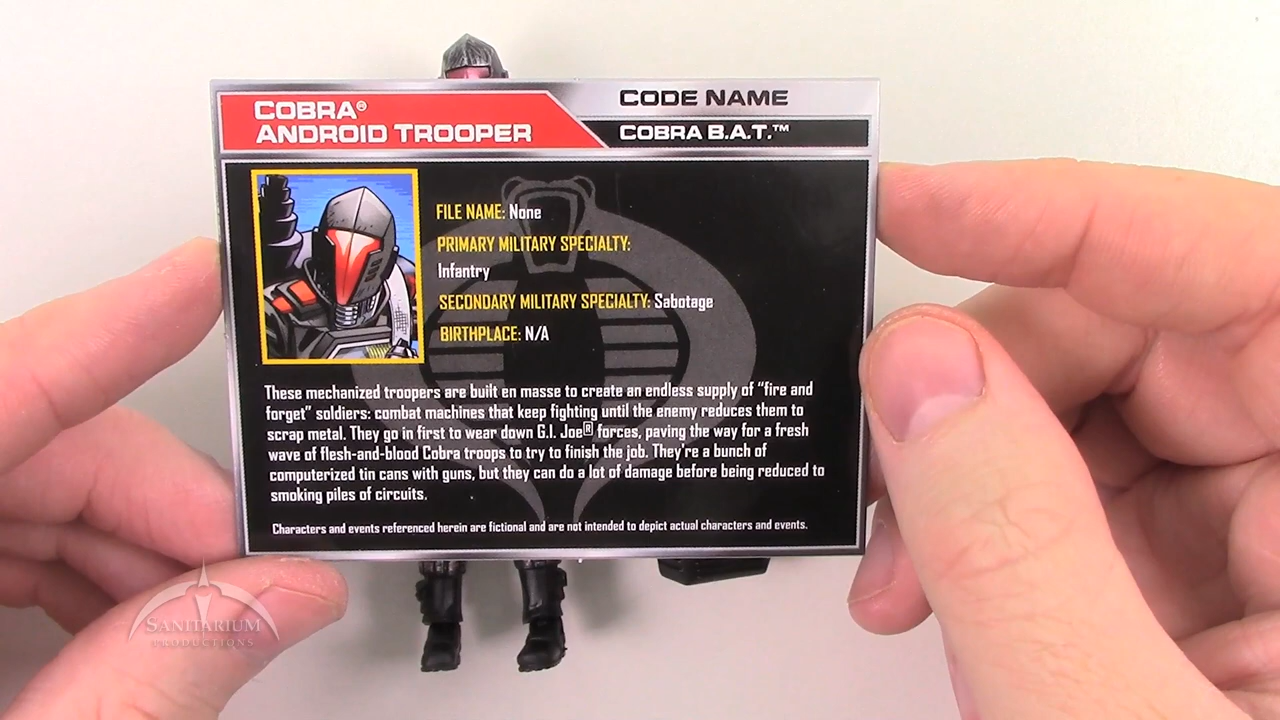 COBRA®
ANDROID TROOPER
CODE NAME
COBRA B.A.T.™
FILE NAME: None
PRIMARY MILITARY SPECIALTY:
Infantry
SECONDARY MILITARY SPECIALTY: Sabotage
BIRTHPLACE: N/A
These mechanized troopers are built en masse to create an endless supply of “fire and
forget” soldiers: combat machines that keep fighting until the enemy reduces them to
scrap metal. They go in first to wear down G.I. Joe® forces, paving the way for a fresh
wave of flesh-and-blood Cobra troops to try to finish the job. They're a bunch of
computerized tin cans with guns, but they can do a lot of damage before being reduced to
smoking piles of circuits.
Characters and events referenced herein are fictional and are not intended to depict actual characters and events.
SANITARIUM
PRODUCTIONS